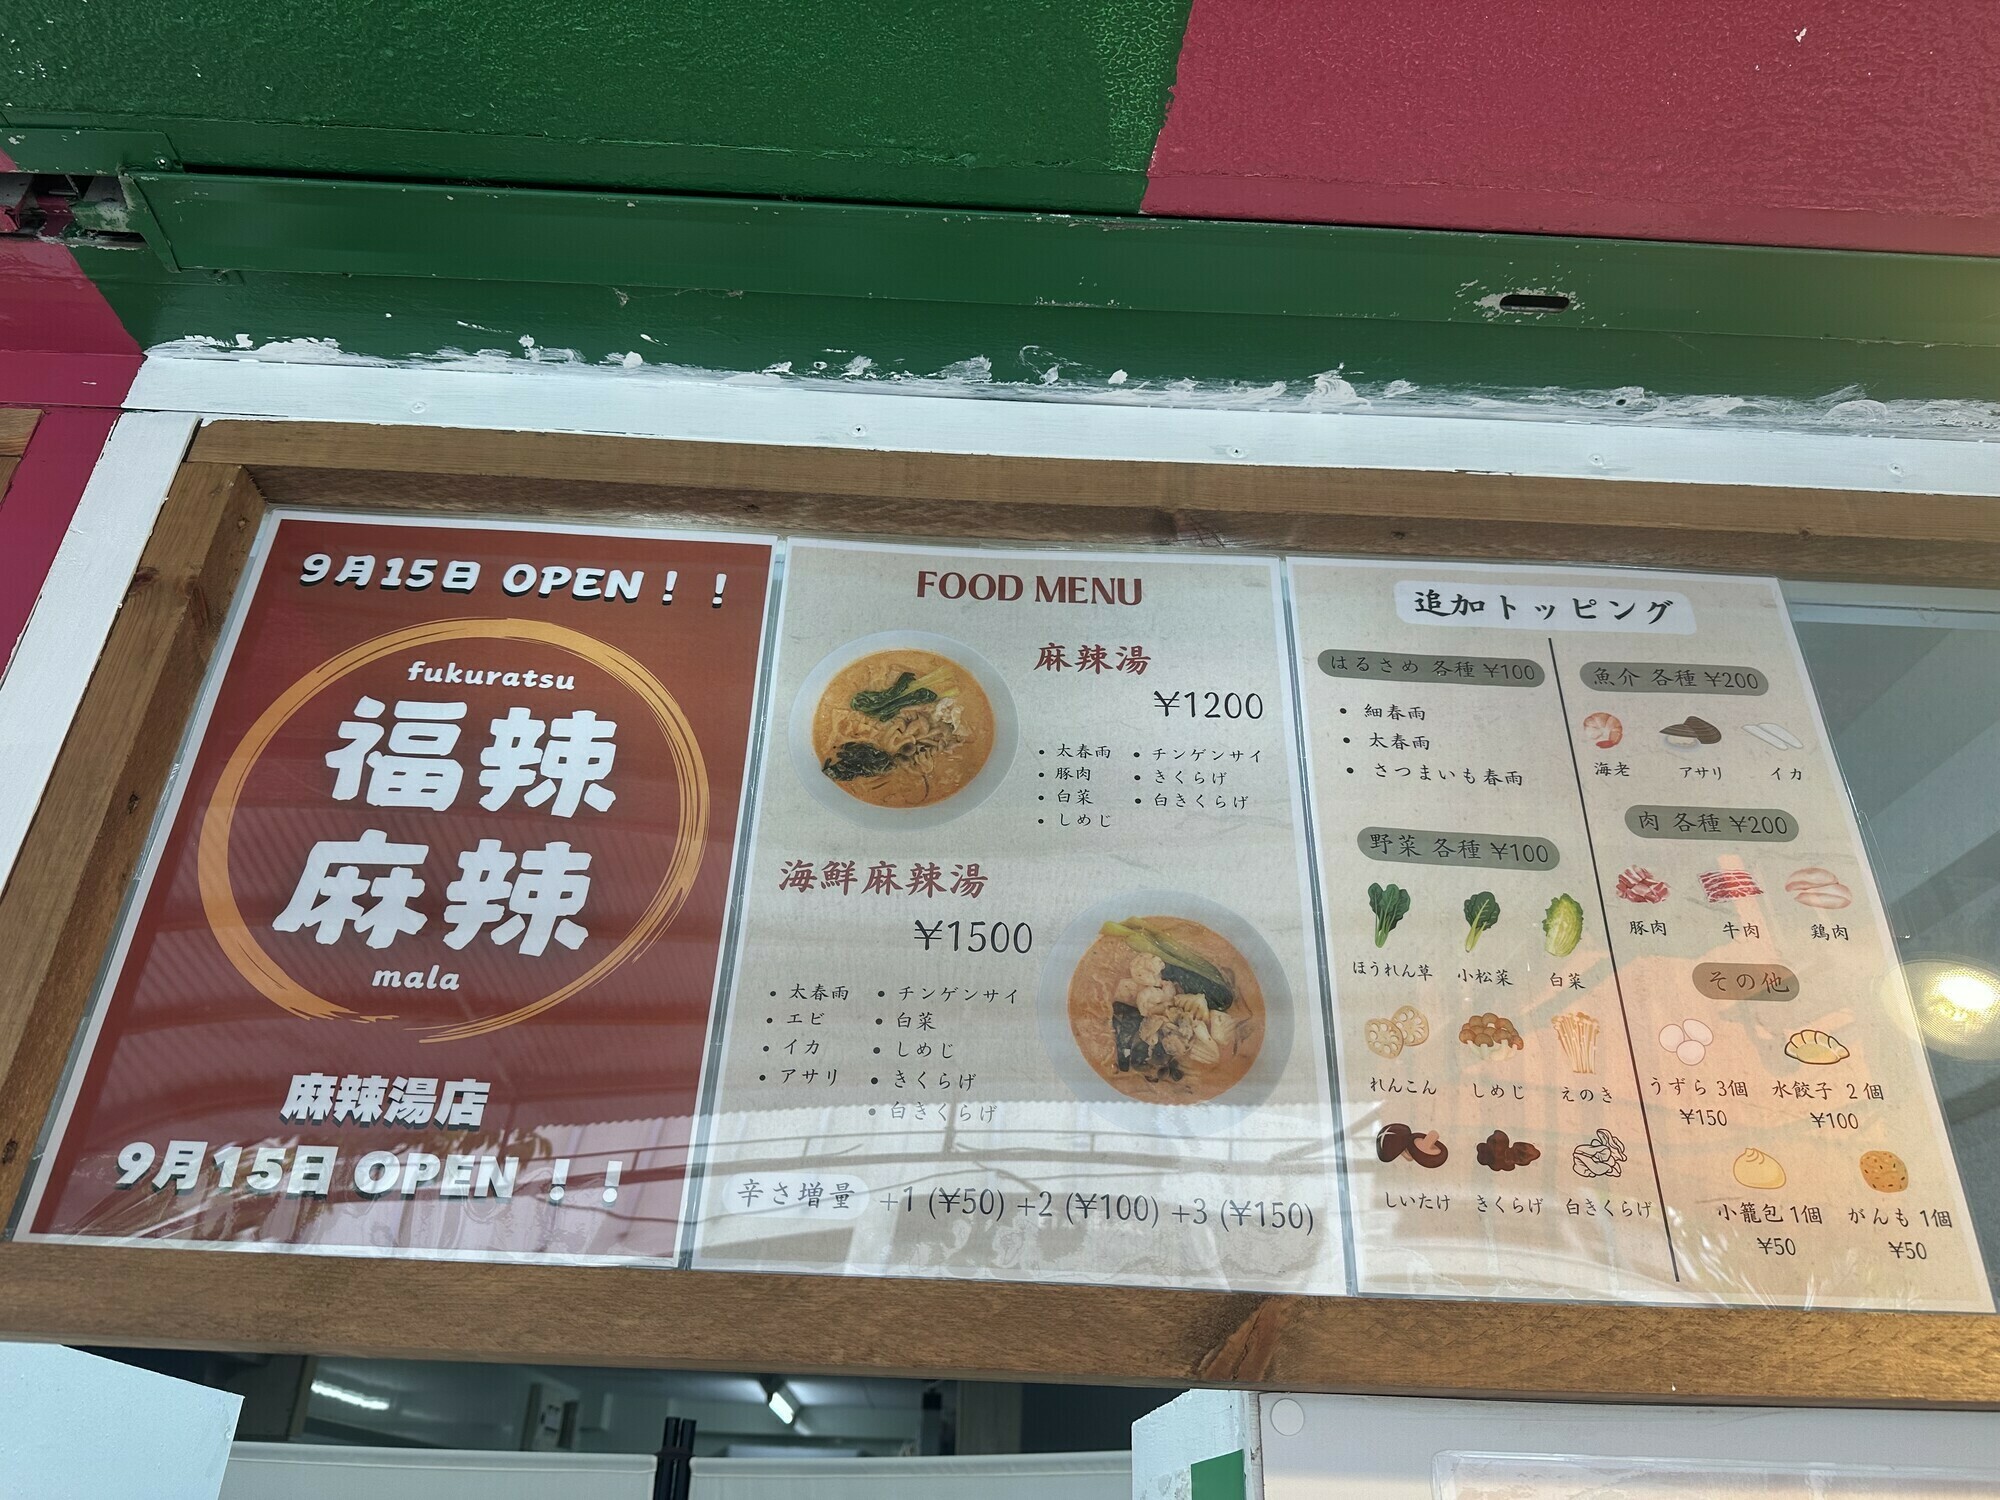 9月15日 OPEN！！
fukuratsu
福辣
麻辣
mala
麻辣湯店
9月15日 OPEN！！
FOOD MENU
麻辣湯
¥1200
・太春雨
・豚肉
・白菜
・しめじ
・チンゲンサイ
・きくらげ
・白きくらげ
海鮮麻辣湯
¥1500
・太春雨
・エビ
・イカ
・アサリ
・チンゲンサイ
・白菜
・しめじ
・きくらげ
・白きくらげ
辛さ増量 +1 (¥50) +2 (¥100) +3 (¥150)
追加トッピング
はるさめ 各種 ¥100
・細春雨
・太春雨
・さつまいも春雨
野菜 各種 ¥100
ほうれん草 小松菜 白菜
れんこん しめじ えのき
しいたけ きくらげ 白きくらげ
魚介 各種 ¥200
海老 アサリ イカ
肉 各種 ¥200
豚肉 牛肉 鶏肉
その他
うずら 3個 水餃子 2個
¥150 ¥100
小籠包 1個 がんも 1個
¥50 ¥50